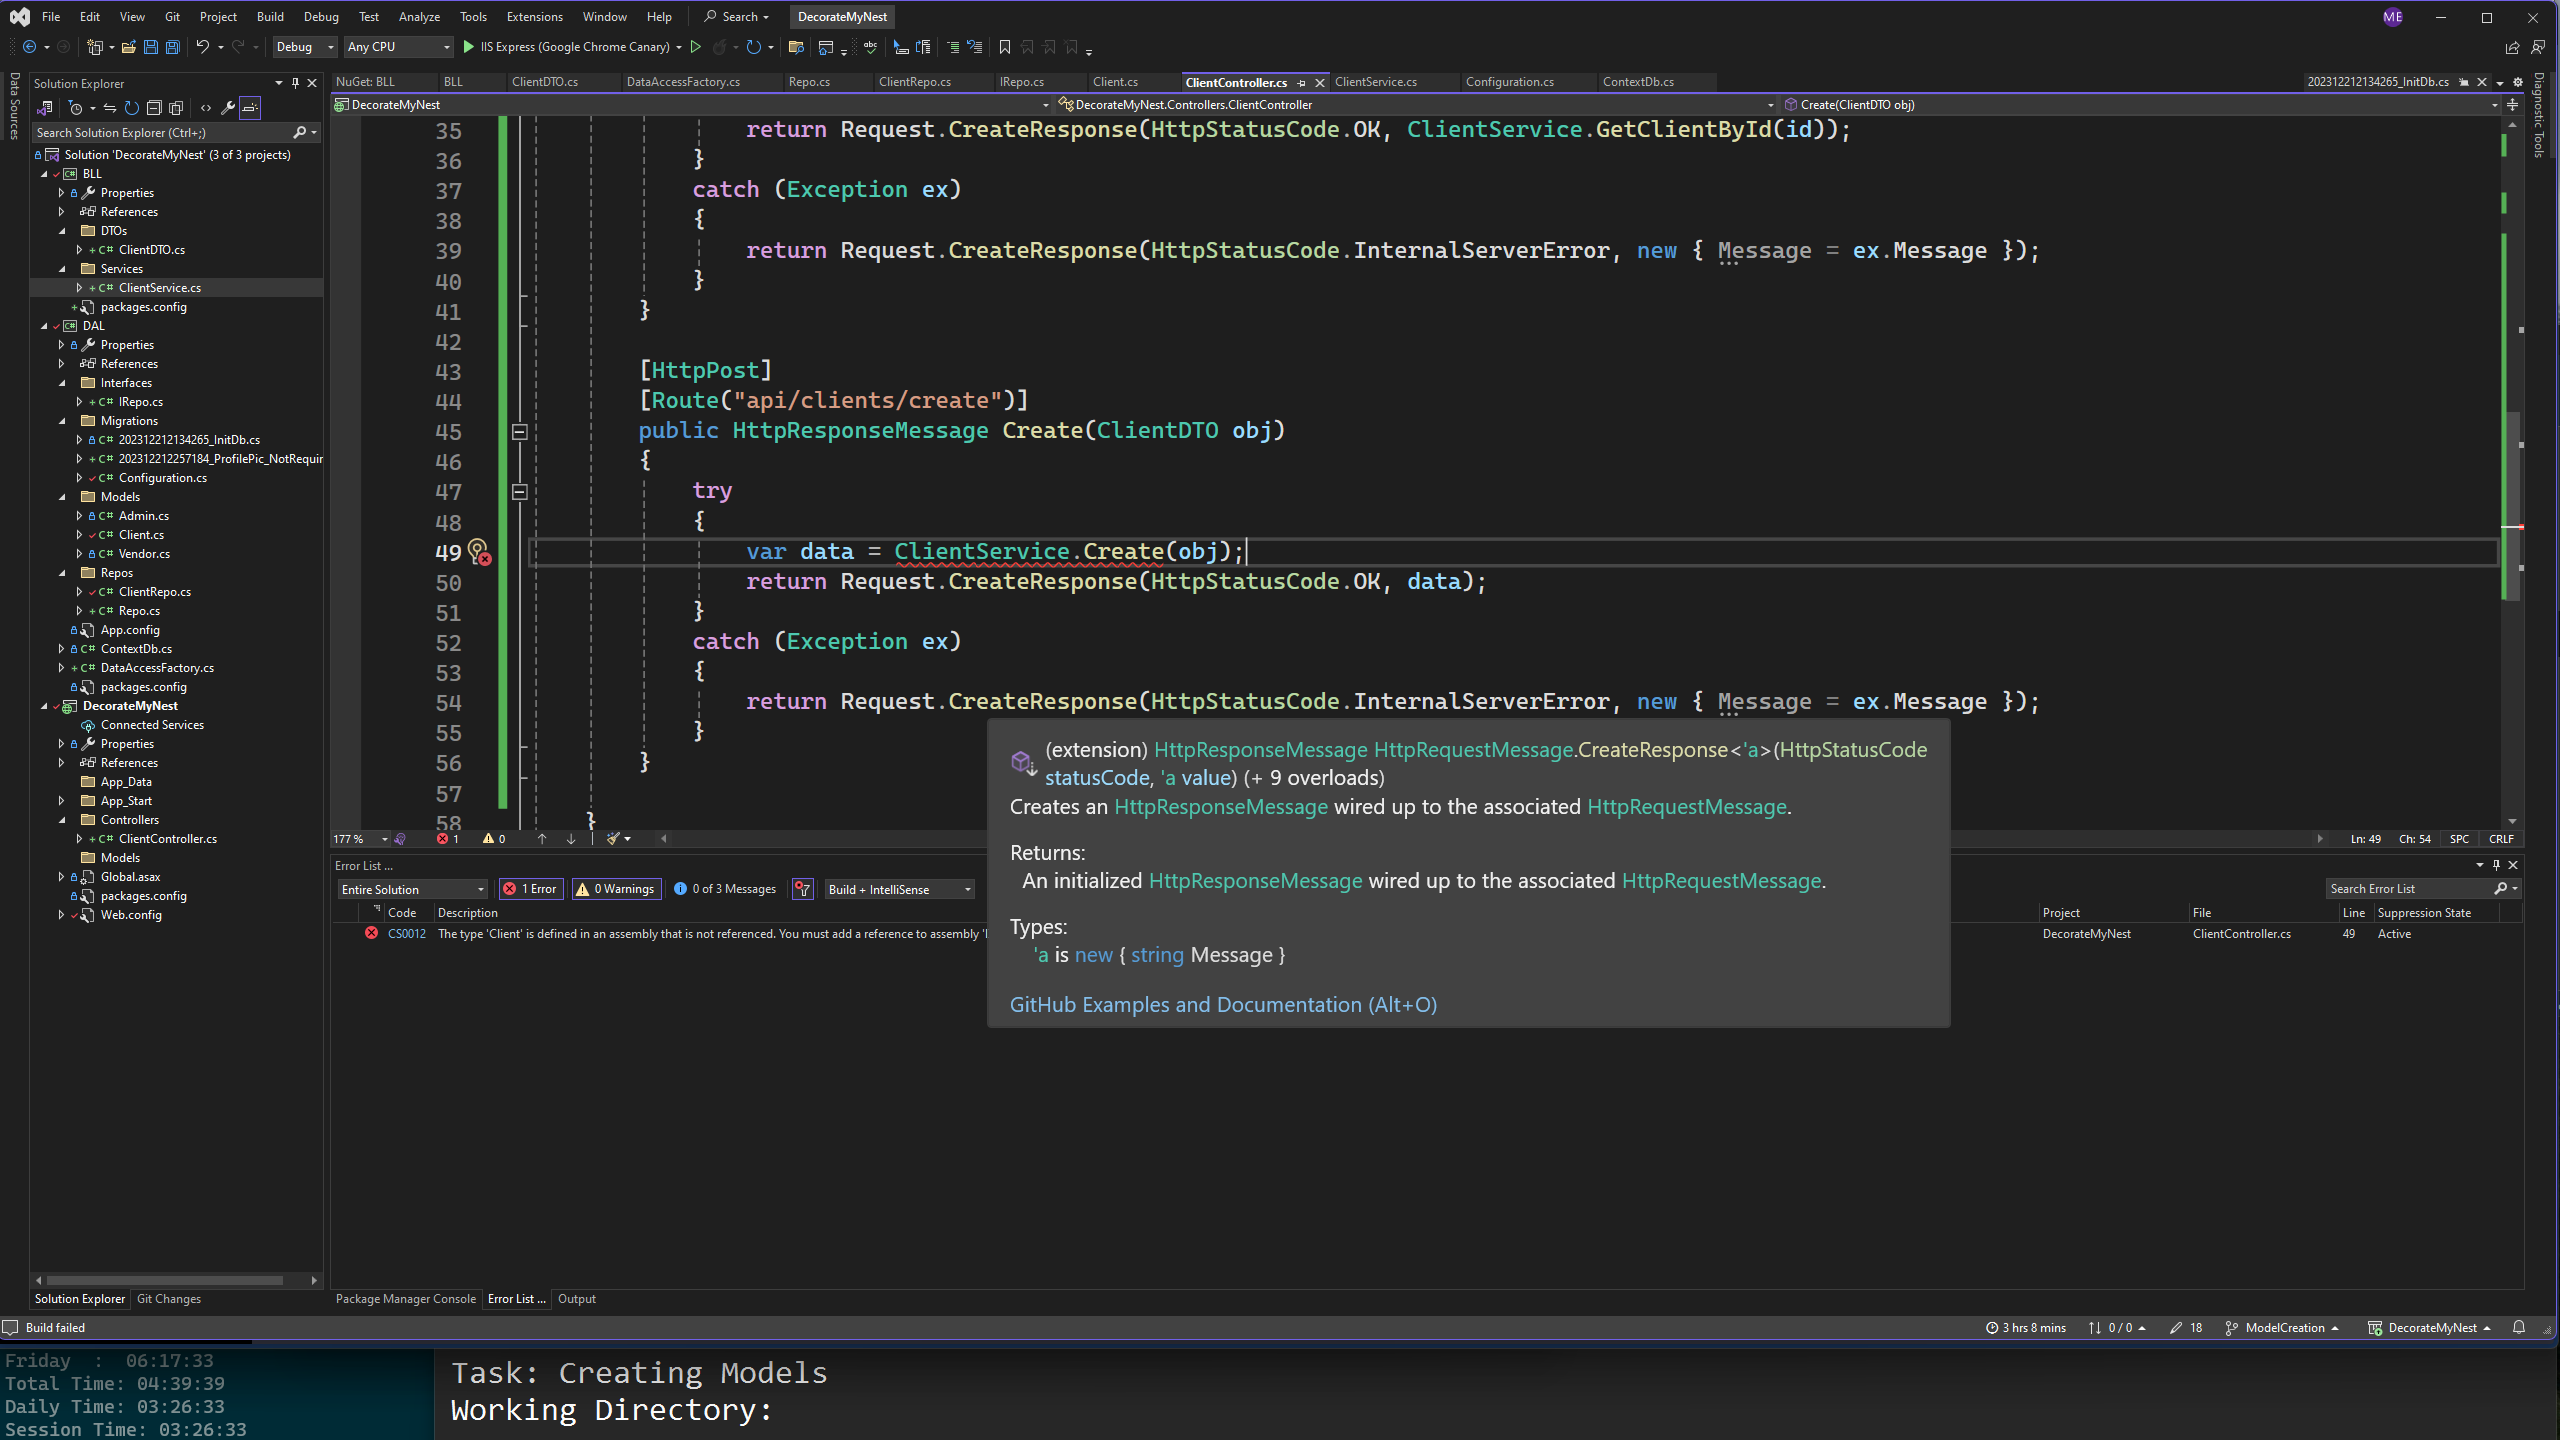 File Edit View Git Project Build Debug Test Analyze Tools Extensions Window Help Search DecorateMyNest ME
Debug Any CPU IIS Express (Google Chrome Canary)
Data Sources
Solution Explorer
Search Solution Explorer (Ctrl+;)
Solution 'DecorateMyNest' (3 of 3 projects)
BLL
Properties
References
DTOs
C# ClientDTO.cs
Services
C# ClientService.cs
packages.config
DAL
Properties
References
Interfaces
C# IRepo.cs
Migrations
C# 202312212134265_InitDb.cs
C# 202312212257184_ProfilePic_NotRequir
C# Configuration.cs
Models
C# Admin.cs
C# Client.cs
C# Vendor.cs
Repos
C# ClientRepo.cs
C# Repo.cs
App.config
C# ContextDb.cs
C# DataAccessFactory.cs
packages.config
DecorateMyNest
Connected Services
Properties
References
App_Data
App_Start
Controllers
C# ClientController.cs
Models
Global.asax
packages.config
Web.config
Solution Explorer Git Changes
NuGet: BLL BLL ClientDTO.cs DataAccessFactory.cs Repo.cs ClientRepo.cs IRepo.cs Client.cs ClientController.cs ClientService.cs Configuration.cs ContextDb.cs 202312212134265_InitDb.cs
DecorateMyNest DecorateMyNest.Controllers.ClientController Create(ClientDTO obj)
Diagnostic Tools
35 return Request.CreateResponse(HttpStatusCode.OK, ClientService.GetClientById(id));
36 }
37 catch (Exception ex)
38 {
39 return Request.CreateResponse(HttpStatusCode.InternalServerError, new { Message = ex.Message });
40 }
41 }
42
43 [HttpPost]
44 [Route("api/clients/create")]
45 public HttpResponseMessage Create(ClientDTO obj)
46 {
47 try
48 {
49 var data = ClientService.Create(obj);
50 return Request.CreateResponse(HttpStatusCode.OK, data);
51 }
52 catch (Exception ex)
53 {
54 return Request.CreateResponse(HttpStatusCode.InternalServerError, new { Message = ex.Message });
55 }
56 }
57
58 }
(extension) HttpResponseMessage HttpRequestMessage.CreateResponse<'a>(HttpStatusCode
statusCode, 'a value) (+ 9 overloads)
Creates an HttpResponseMessage wired up to the associated HttpRequestMessage.
Returns:
An initialized HttpResponseMessage wired up to the associated HttpRequestMessage.
Types:
'a is new { string Message }
GitHub Examples and Documentation (Alt+O)
177 % 1 0 Ln: 49 Ch: 54 SPC CRLF
Error List ...
Entire Solution 1 Error 0 Warnings 0 of 3 Messages Build + IntelliSense Search Error List
Code Description Project File Line Suppression State
CS0012 The type 'Client' is defined in an assembly that is not referenced. You must add a reference to assembly ' DecorateMyNest ClientController.cs 49 Active
Package Manager Console Error List ... Output
Build failed 3 hrs 8 mins 0 / 0 18 ModelCreation DecorateMyNest
Friday : 06:17:33
Total Time: 04:39:39
Daily Time: 03:26:33
Session Time: 03:26:33
Task: Creating Models
Working Directory: